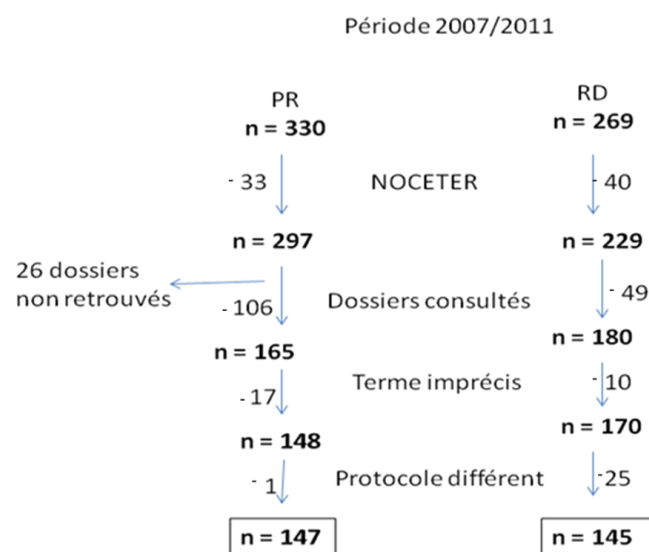 Période 2007/2011
PR
RD
n = 330
n = 269
- 33
NOCETER
- 40
n = 297
n = 229
26 dossiers
non retrouvés
- 106
Dossiers consultés
- 49
n = 165
n = 180
- 17
Terme imprécis
- 10
n = 148
n = 170
- 1
Protocole différent
- 25
n = 147
n = 145